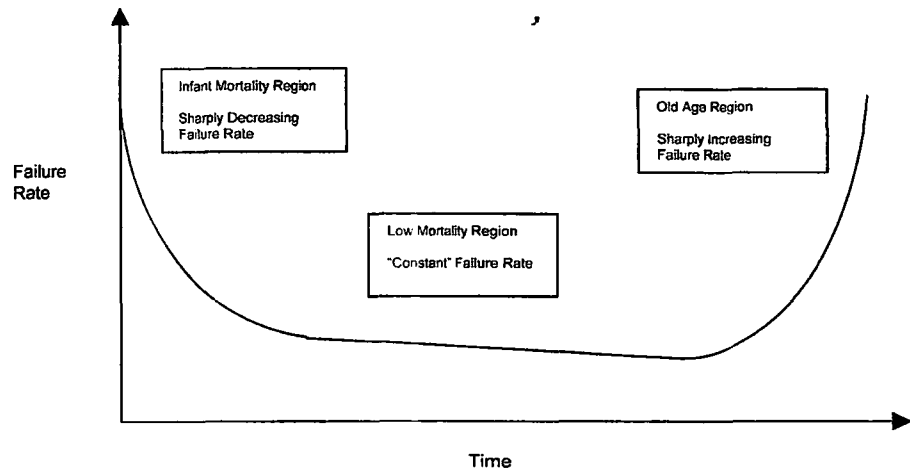 Infant Mortality Region
Sharply Decreasing
Failure Rate
Old Age Region
Sharply Increasing
Failure Rate
Failure
Rate
Low Mortality Region
"Constant" Failure Rate
Time